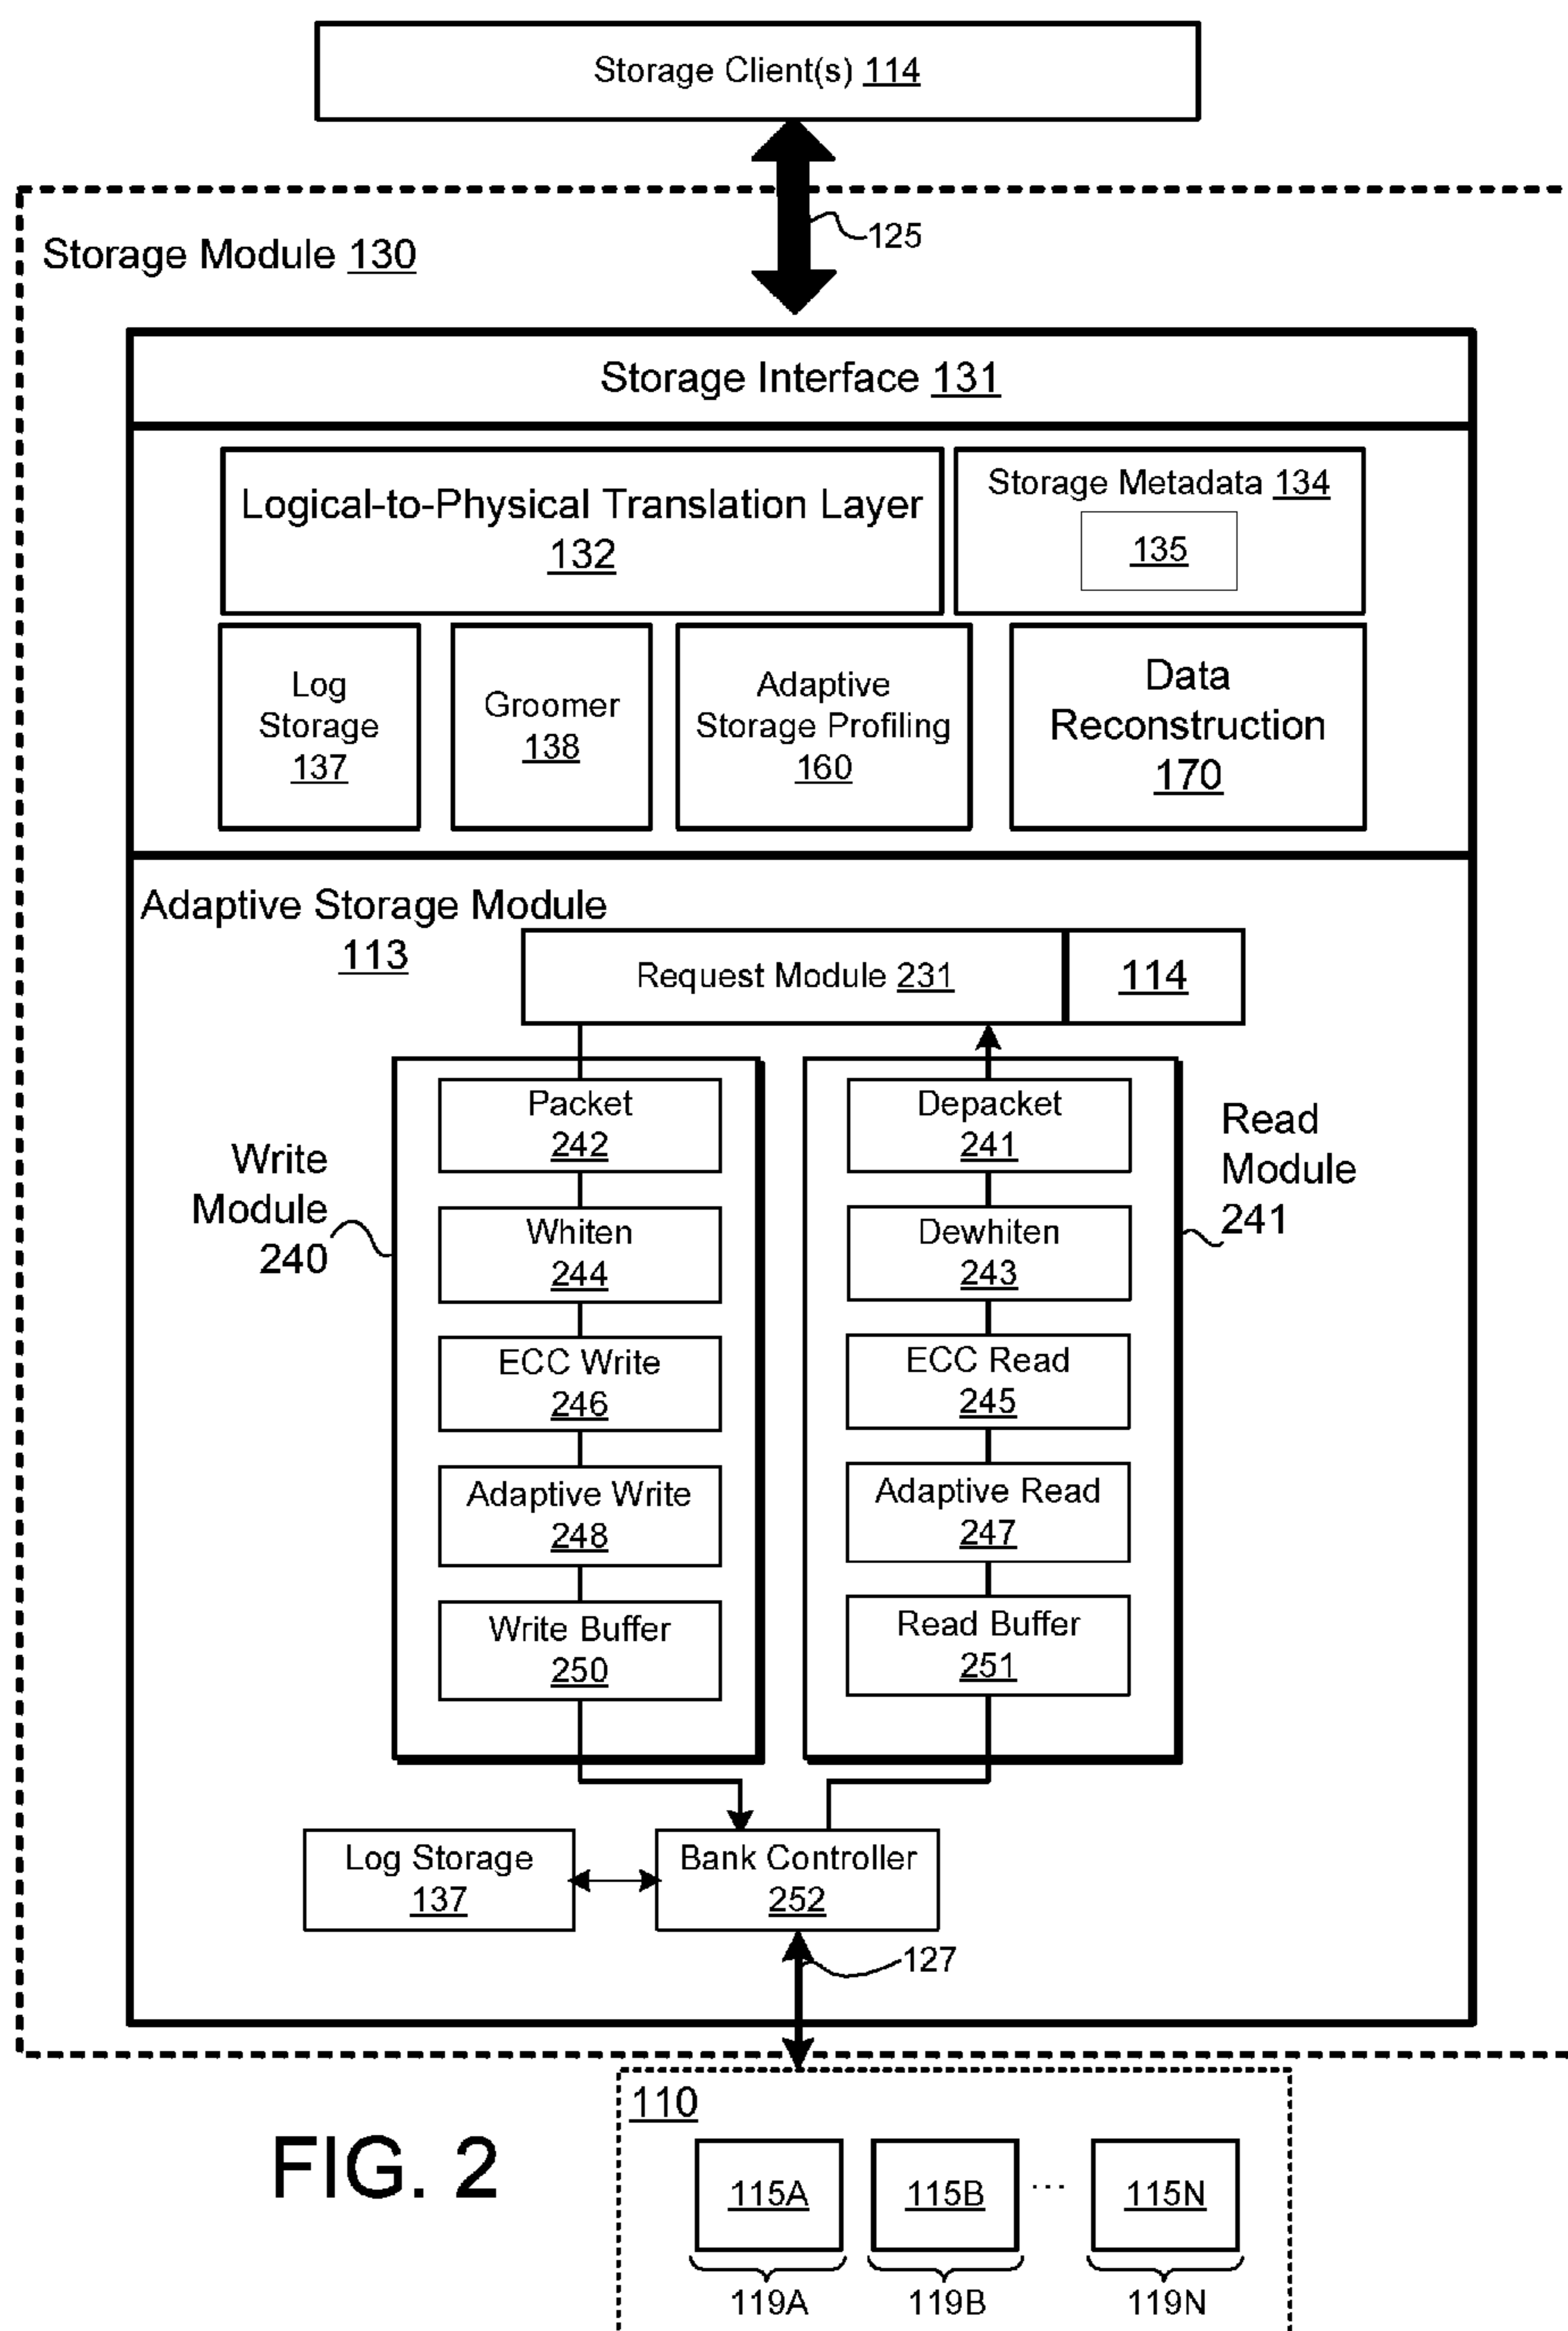 Storage Client(s) 114
125
Storage Module 130
Storage Interface 131
Logical-to-Physical Translation Layer
132
Storage Metadata 134
135
Log
Storage
137
Groomer
138
Adaptive
Storage Profiling
160
Data
Reconstruction
170
Adaptive Storage Module
113
Request Module 231
114
Write
Module
240
Packet
242
Whiten
244
ECC Write
246
Adaptive Write
248
Write Buffer
250
Depacket
241
Dewhiten
243
ECC Read
245
Adaptive Read
247
Read Buffer
251
Read
Module
241
Log Storage
137
Bank Controller
252
127
110
115A
115B
...
115N
119A
119B
119N
FIG. 2